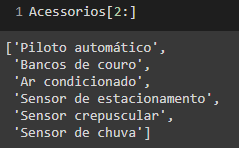 1 Acessorios[2:]
['Piloto automático',
'Bancos de couro',
'Ar condicionado',
'Sensor de estacionamento',
'Sensor crepuscular',
'Sensor de chuva']